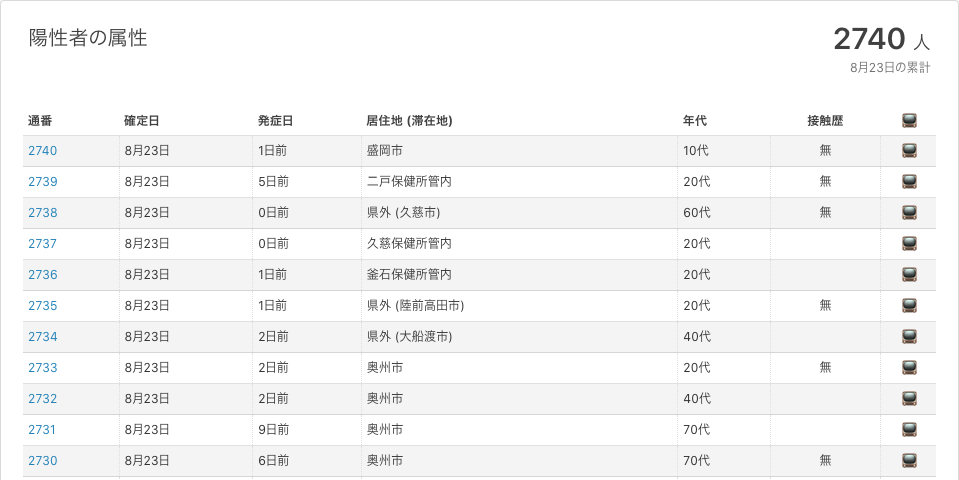 陽性者の属性
2740 人
8月23日の累計
通番 確定日 発症日 居住地 (滞在地) 年代 接触歴
2740 8月23日 1日前 盛岡市 10代 無
2739 8月23日 5日前 二戸保健所管内 20代 無
2738 8月23日 0日前 県外 (久慈市) 60代 無
2737 8月23日 0日前 久慈保健所管内 20代
2736 8月23日 1日前 釜石保健所管内 20代
2735 8月23日 1日前 県外 (陸前高田市) 20代 無
2734 8月23日 2日前 県外 (大船渡市) 40代
2733 8月23日 2日前 奥州市 20代 無
2732 8月23日 2日前 奥州市 40代
2731 8月23日 9日前 奥州市 70代
2730 8月23日 6日前 奥州市 70代 無